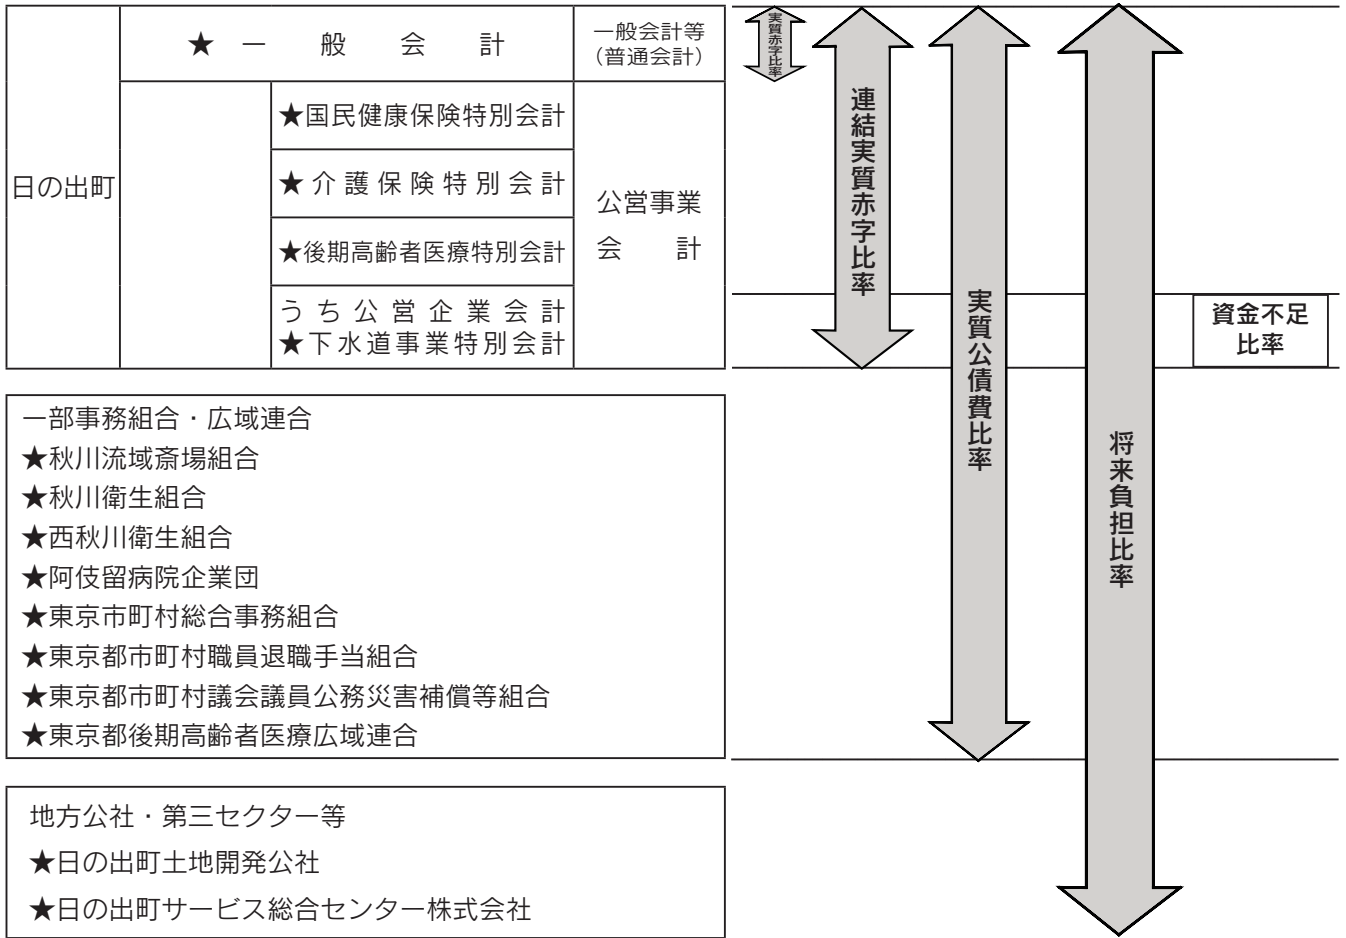 日の出町
★ 一 般 会 計
一般会計等
（普通会計）
★国民健康保険特別会計
★介護保険特別会計
★後期高齢者医療特別会計
うち公営企業会計
★下水道事業特別会計
公営事業
会 計
実質赤字比率
連結実質赤字比率
実質公債費比率
将来負担比率
資金不足
比率
一部事務組合・広域連合
★秋川流域斎場組合
★秋川衛生組合
★西秋川衛生組合
★阿伎留病院企業団
★東京市町村総合事務組合
★東京都市町村職員退職手当組合
★東京都市町村議会議員公務災害補償等組合
★東京都後期高齢者医療広域連合
地方公社・第三セクター等
★日の出町土地開発公社
★日の出町サービス総合センター株式会社